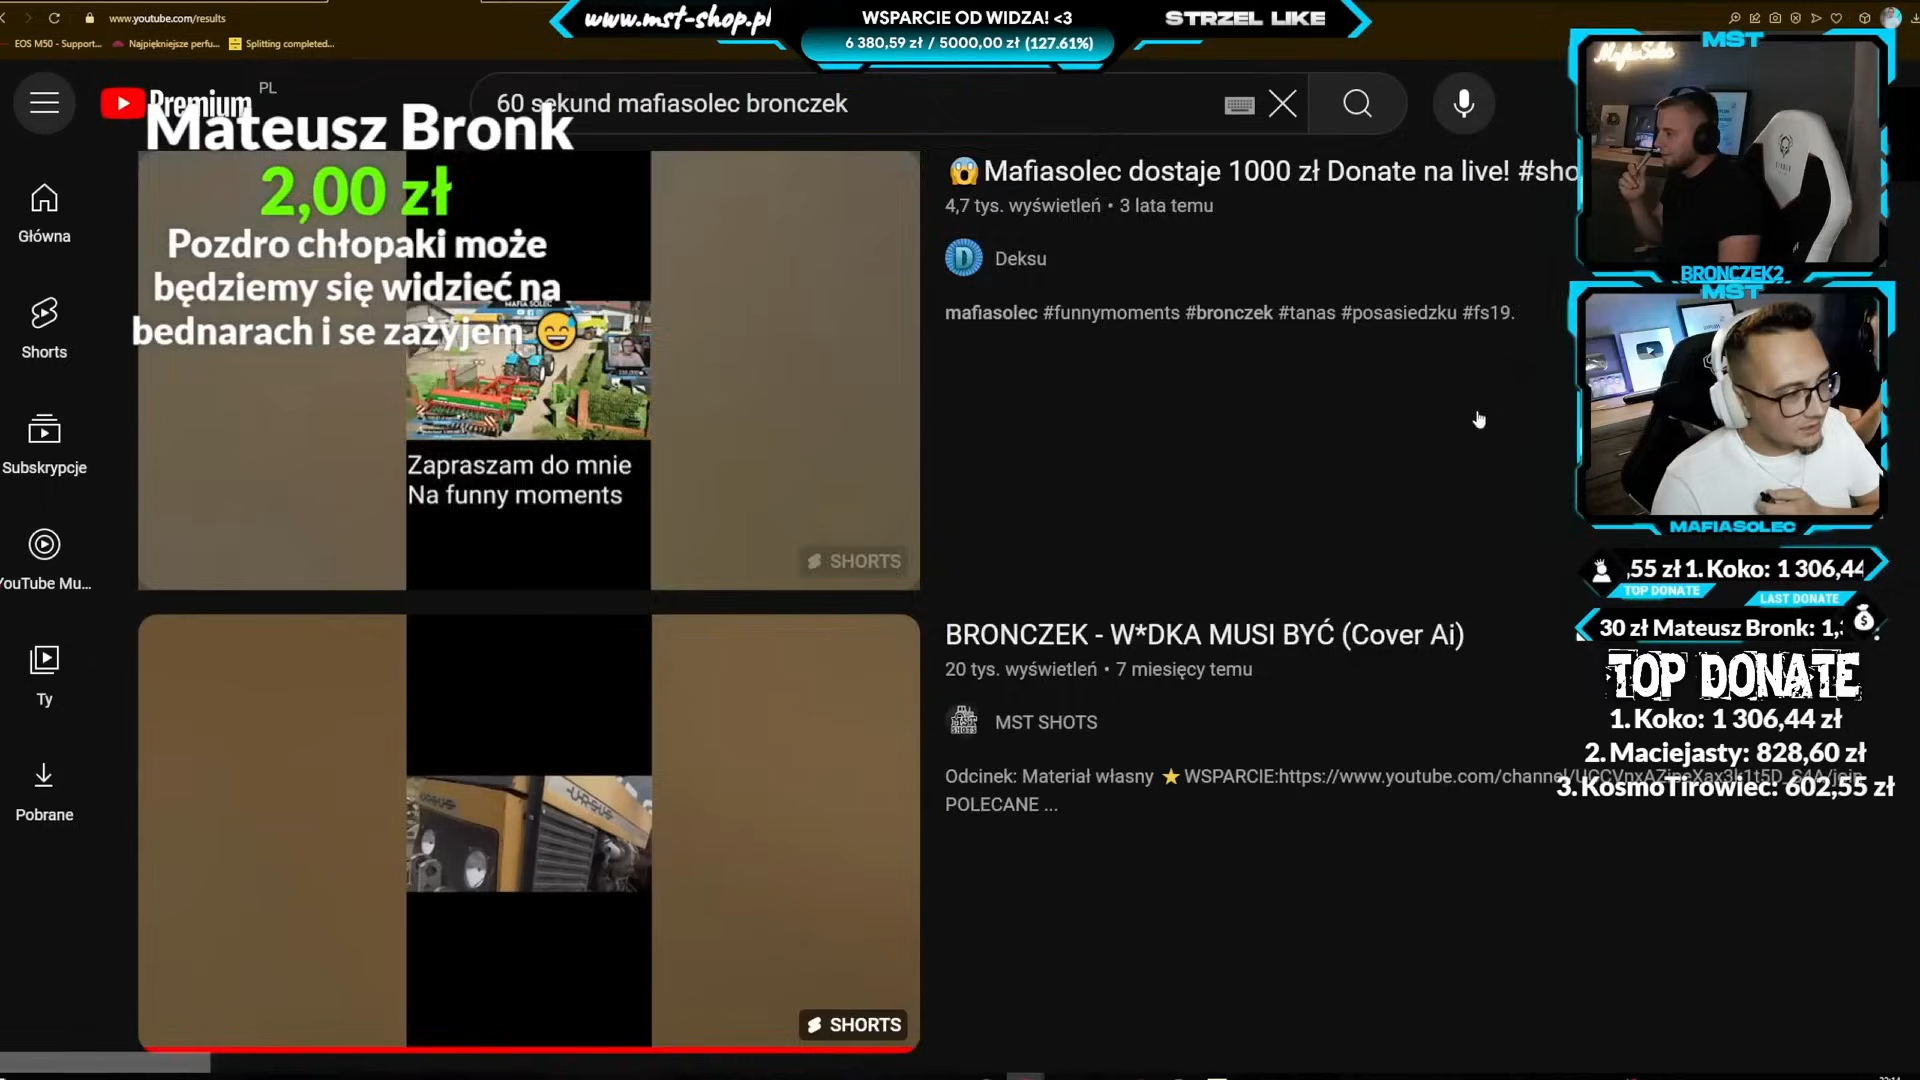 www.youtube.com/results
EOS M50 - Support...
Najpiękniejsze perfu...
Splitting completed...
www.mst-shop.pl
WSPARCIE OD WIDZA! <3
6 380,59 zł / 5000,00 zł (127.61%)
STRZEL LIKE
Premium
PL
60 sekund mafiasolec bronczek
Mateusz Bronk
2,00 zł
Pozdro chłopaki może
będziemy się widzieć na
bednarach i se zażyjem 😅
Główna
Shorts
Subskrypcje
YouTube Mu...
Ty
Pobrane
MAFIA SOLEC
Zapraszam do mnie
Na funny moments
SHORTS
😱 Mafiasolec dostaje 1000 zł Donate na live! #sho
4,7 tys. wyświetleń • 3 lata temu
Deksu
mafiasolec #funnymoments #bronczek #tanas #posasiedzku #fs19.
URSUS
URSUS
SHORTS
BRONCZEK - W*DKA MUSI BYĆ (Cover Ai)
20 tys. wyświetleń • 7 miesięcy temu
MST SHOTS
Odcinek: Materiał własny ⭐ WSPARCIE:https://www.youtube.com/channel/
POLECANE ...
MST
MafiaSolec
BRONCZEK2
MST
MAFIASOLEC
,55 zł 1. Koko: 1 306,44
TOP DONATE
LAST DONATE
30 zł Mateusz Bronk: 1,
TOP DONATE
1. Koko: 1 306,44 zł
2. Maciejasty: 828,60 zł
3. KosmoTirowiec: 602,55 zł